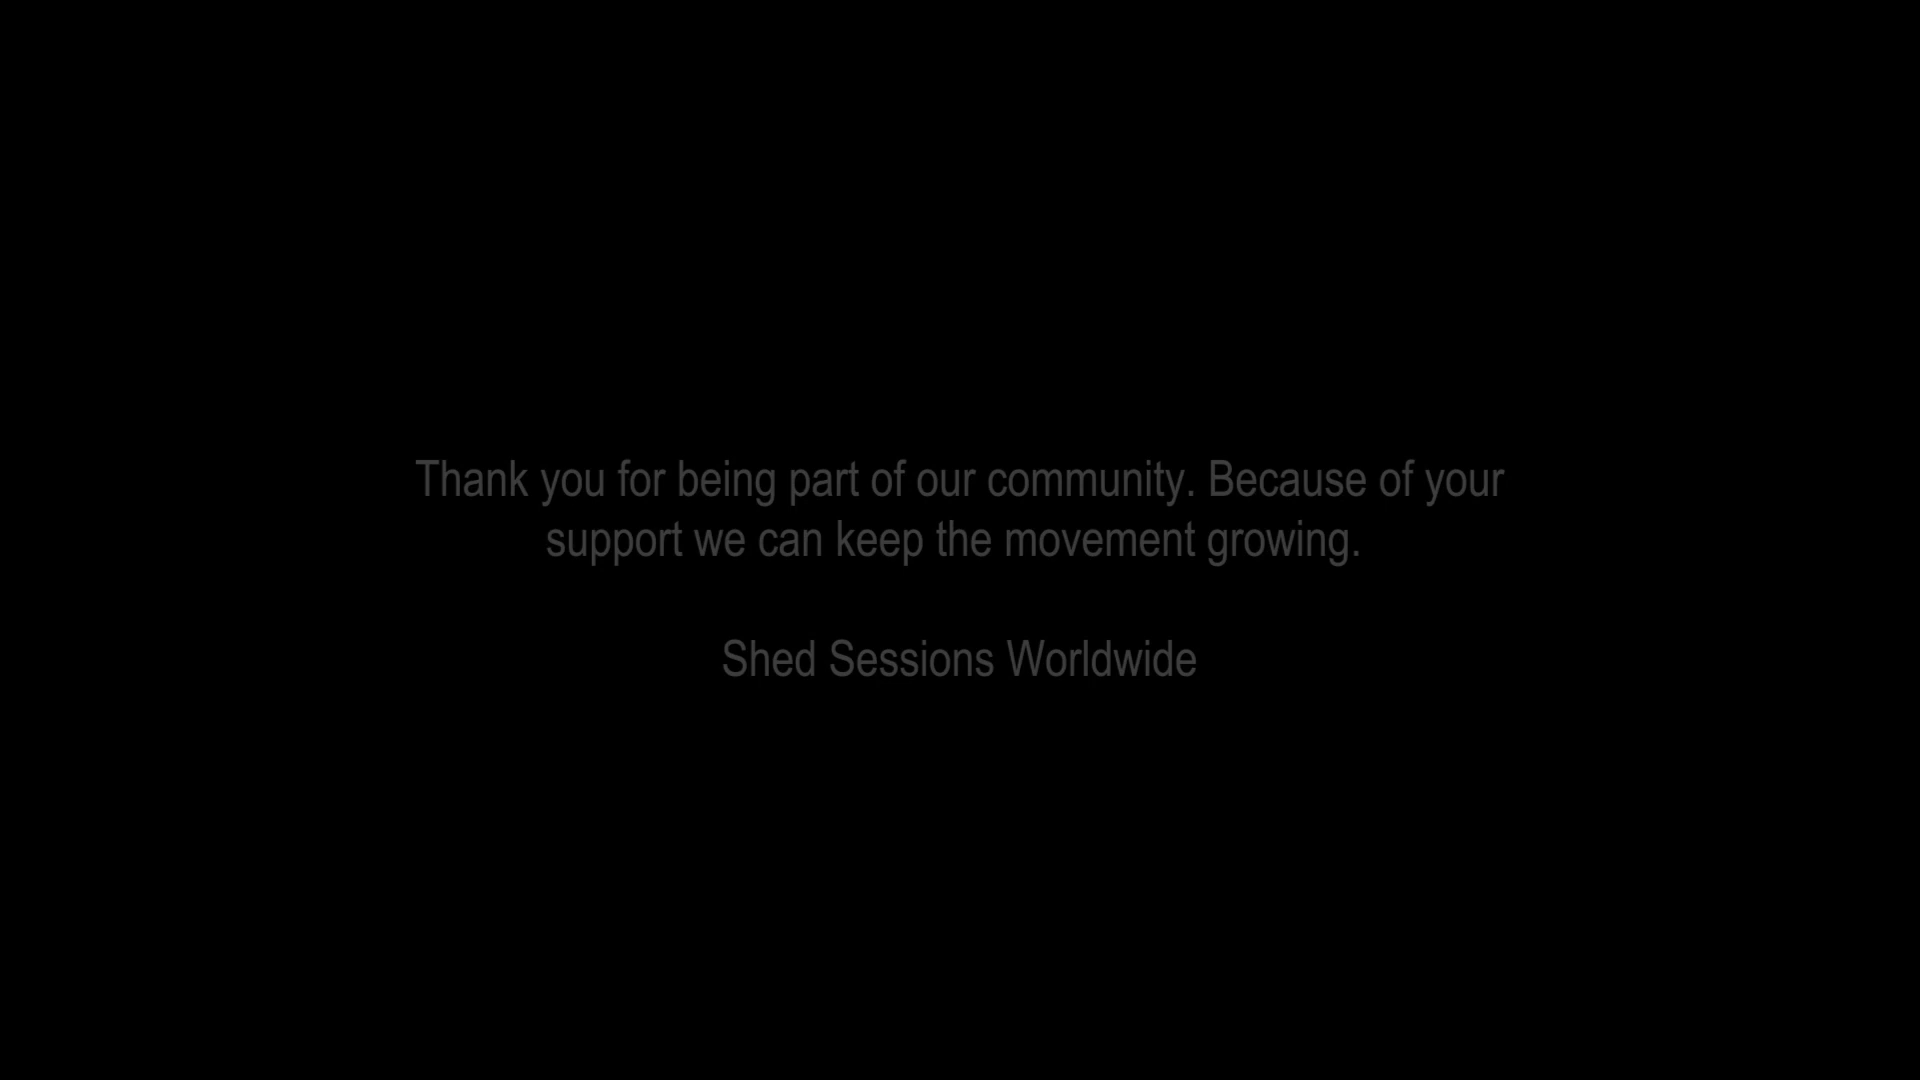 Thank you for being part of our community. Because of your
support we can keep the movement growing.
Shed Sessions Worldwide